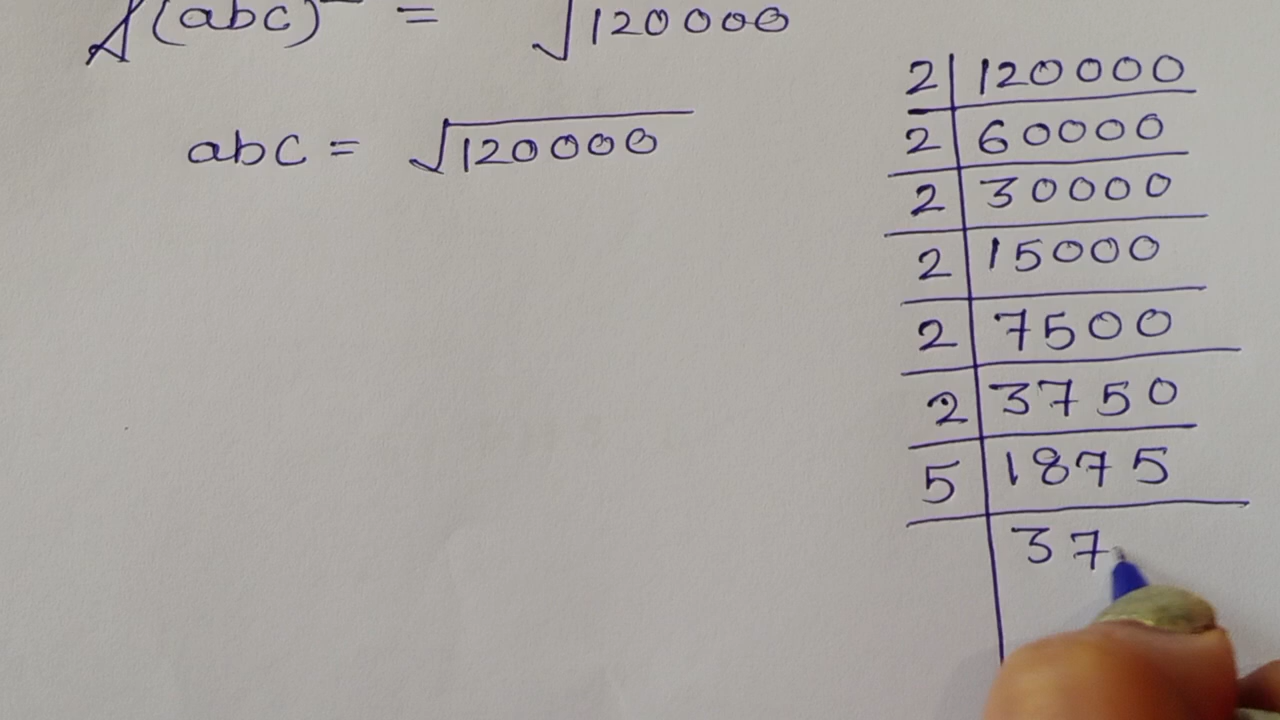 √(abc)² = √120000
abc = √120000
2 | 120000
2 | 60000
2 | 30000
2 | 15000
2 | 7500
2 | 3750
5 | 1875
37